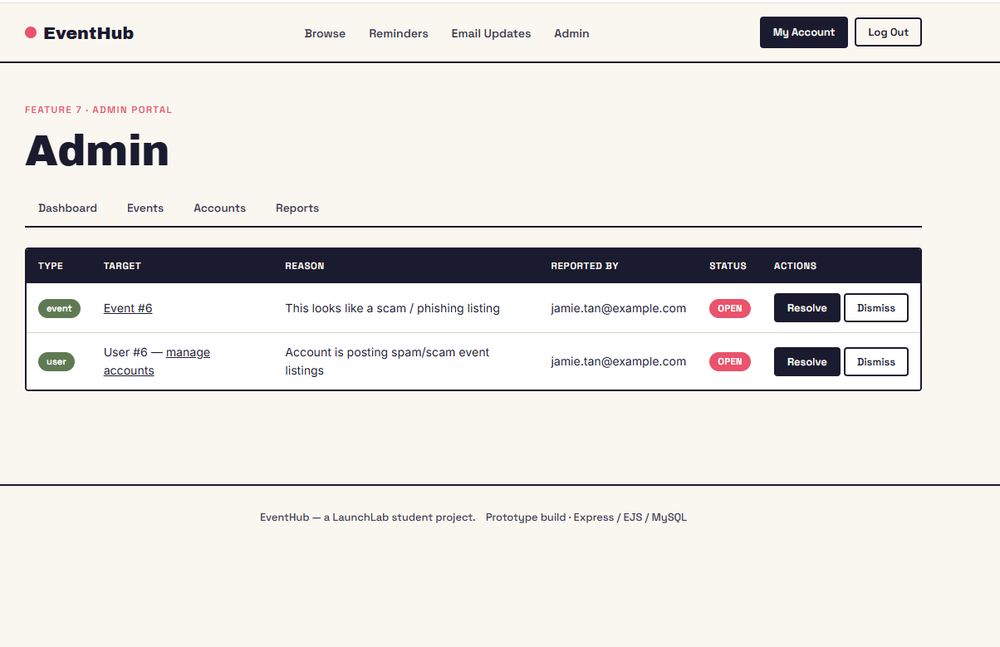 EventHub
Browse Reminders Email Updates Admin
My Account Log Out
FEATURE 7 · ADMIN PORTAL
Admin
Dashboard Events Accounts Reports
TYPE TARGET REASON REPORTED BY STATUS ACTIONS
event Event #6 This looks like a scam / phishing listing jamie.tan@example.com OPEN Resolve Dismiss
user User #6 — manage accounts Account is posting spam/scam event listings jamie.tan@example.com OPEN Resolve Dismiss
EventHub — a LaunchLab student project. Prototype build · Express / EJS / MySQL